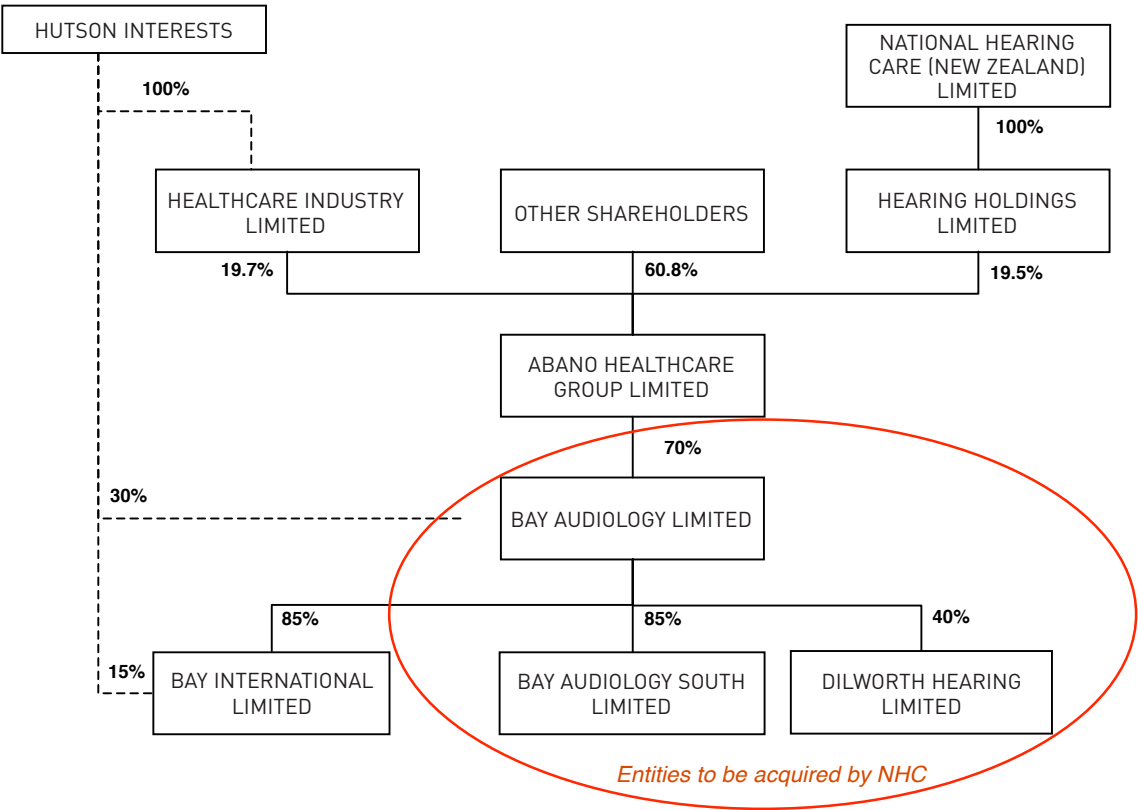 HUTSON INTERESTS
NATIONAL HEARING
CARE (NEW ZEALAND)
LIMITED
100%
100%
HEALTHCARE INDUSTRY
LIMITED
OTHER SHAREHOLDERS
HEARING HOLDINGS
LIMITED
19.7%
60.8%
19.5%
ABANO HEALTHCARE
GROUP LIMITED
70%
30%
BAY AUDIOLOGY LIMITED
85%
85%
40%
15%
BAY INTERNATIONAL
LIMITED
BAY AUDIOLOGY SOUTH
LIMITED
DILWORTH HEARING
LIMITED
Entities to be acquired by NHC